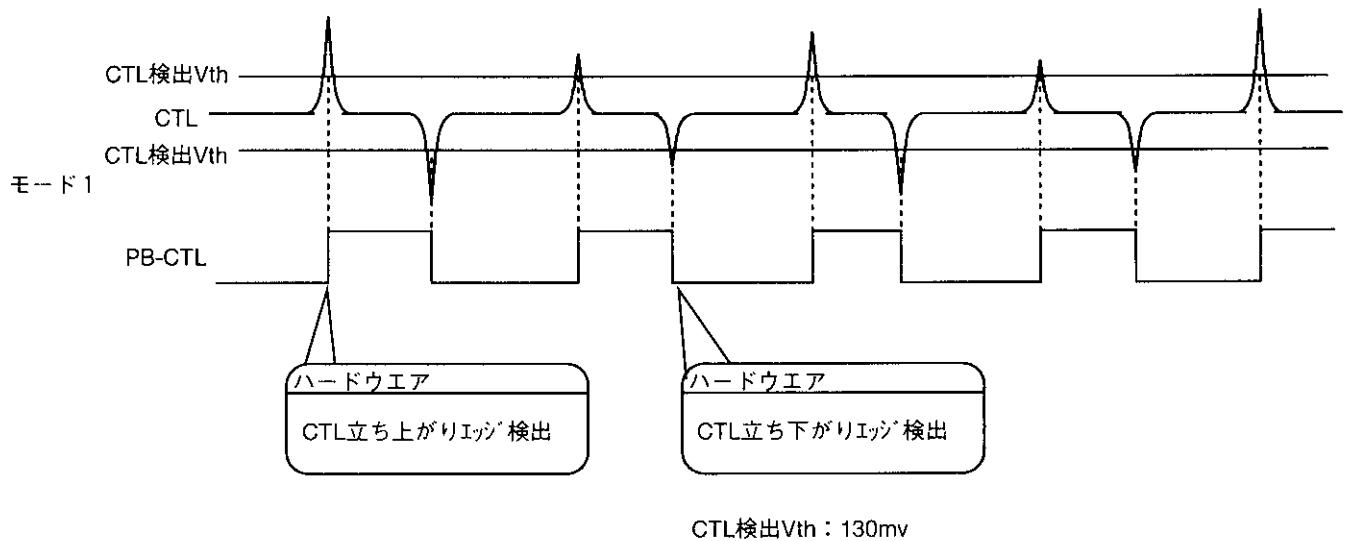 CTL検出Vth
CTL
CTL検出Vth
モード1
PB-CTL
ハードウエア
CTL立ち上がりｴｯｼﾞ検出
ハードウエア
CTL立ち下がりｴｯｼﾞ検出
CTL検出Vth：130mv